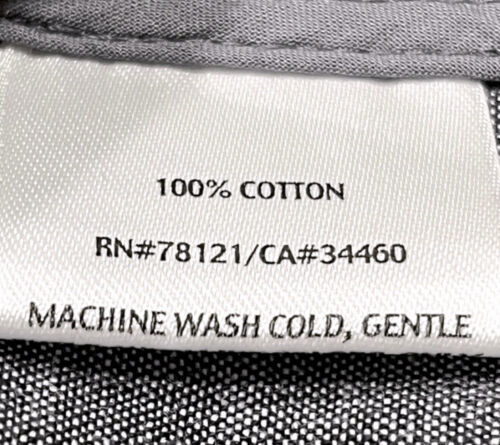 100% COTTON
RN#78121/CA#34460
MACHINE WASH COLD, GENTLE